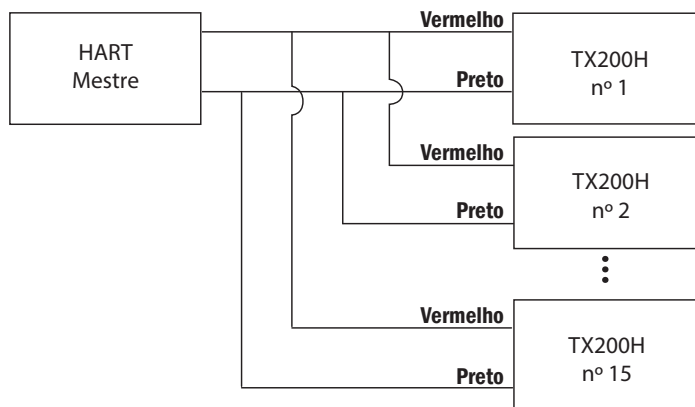 HART
Mestre
Vermelho
Preto
TX200H
nº 1
Vermelho
Preto
TX200H
nº 2
Vermelho
Preto
TX200H
nº 15